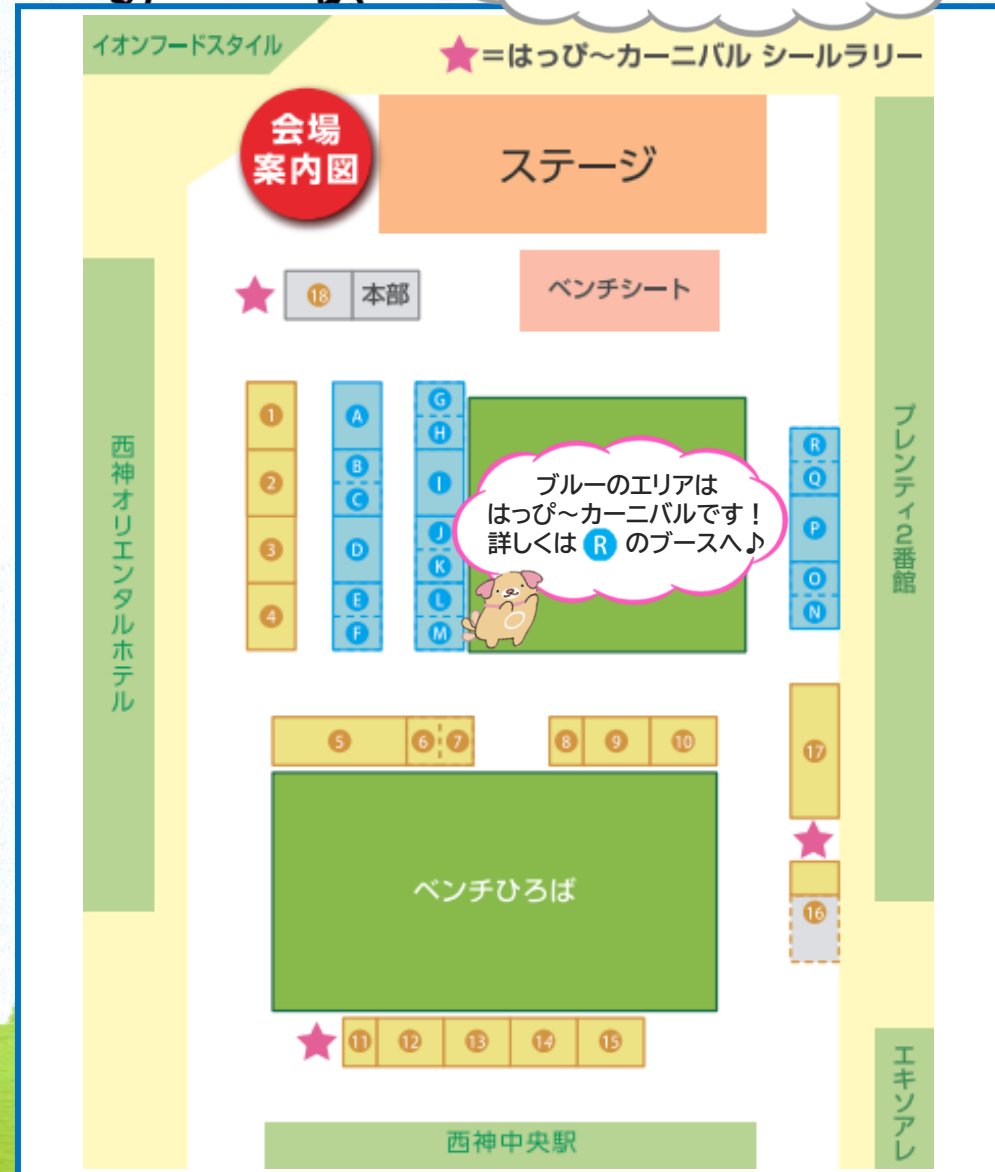 イオンフードスタイル
★=はっぴ～カーニバル シールラリー
会場
案内図
ステージ
⑱ 本部
ベンチシート
西神オリエンタルホテル
プレンティ2番館
① ② ③ ④
A B C D E F
G H I J K L M
ブルーのエリアは
はっぴ～カーニバルです！
詳しくは R のブースへ♪
R Q P O N
⑤ ⑥ ⑦ ⑧ ⑨ ⑩
⑰
ベンチひろば
⑯
⑪ ⑫ ⑬ ⑭ ⑮
エキソアレ
西神中央駅